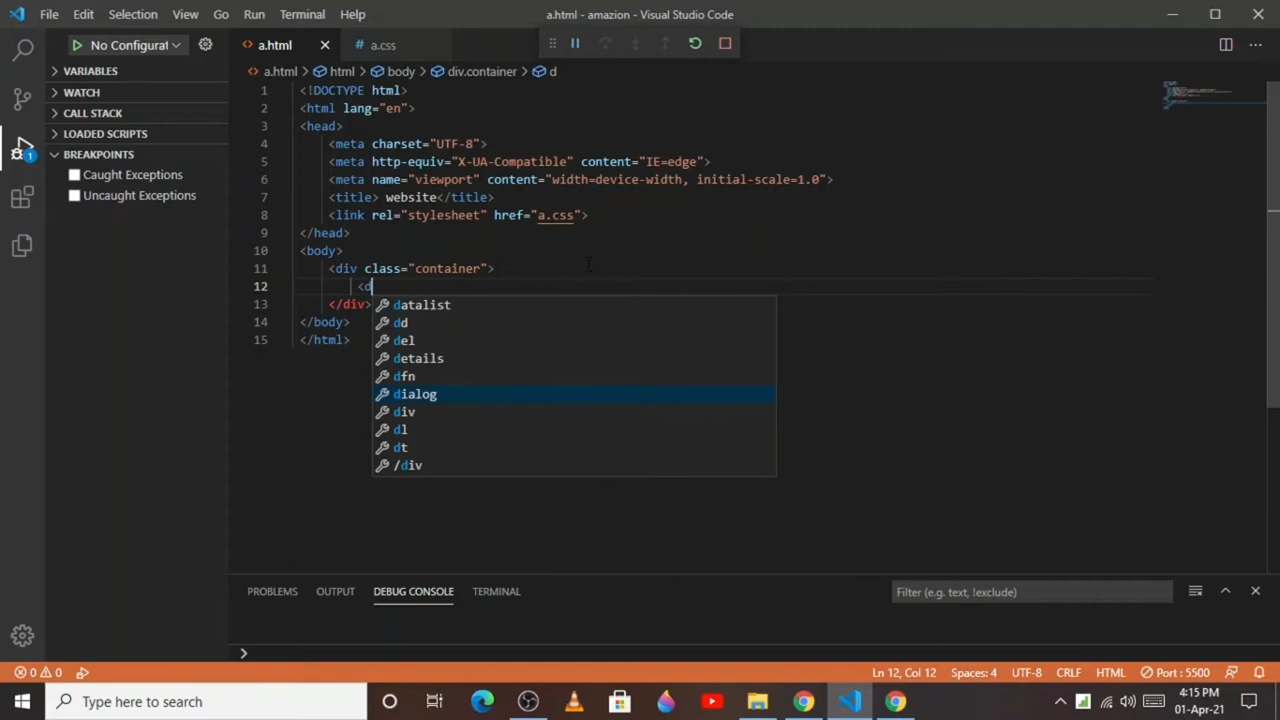 File Edit Selection View Go Run Terminal Help
a.html - amazion - Visual Studio Code
No Configurat
a.html
a.css
a.html > html > body > div.container > d
VARIABLES
WATCH
CALL STACK
LOADED SCRIPTS
BREAKPOINTS
Caught Exceptions
Uncaught Exceptions
1
1 <!DOCTYPE html>
2 <html lang="en">
3 <head>
4 <meta charset="UTF-8">
5 <meta http-equiv="X-UA-Compatible" content="IE=edge">
6 <meta name="viewport" content="width=device-width, initial-scale=1.0">
7 <title> website</title>
8 <link rel="stylesheet" href="a.css">
9 </head>
10 <body>
11 <div class="container">
12 <d
13 </div>
14 </body>
15 </html>
datalist
dd
del
details
dfn
dialog
div
dl
dt
/div
PROBLEMS OUTPUT DEBUG CONSOLE TERMINAL
Filter (e.g. text, !exclude)
0 0
Ln 12, Col 12 Spaces: 4 UTF-8 CRLF HTML Port : 5500
Type here to search
4:15 PM
01-Apr-21